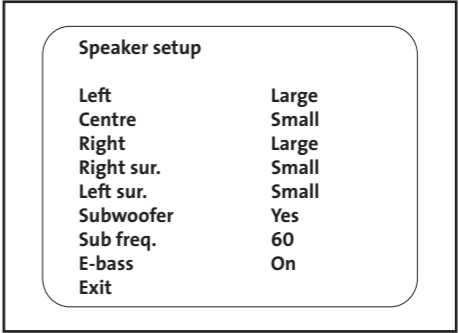 Speaker setup
Left Large
Centre Small
Right Large
Right sur. Small
Left sur. Small
Subwoofer Yes
Sub freq. 60
E-bass On
Exit